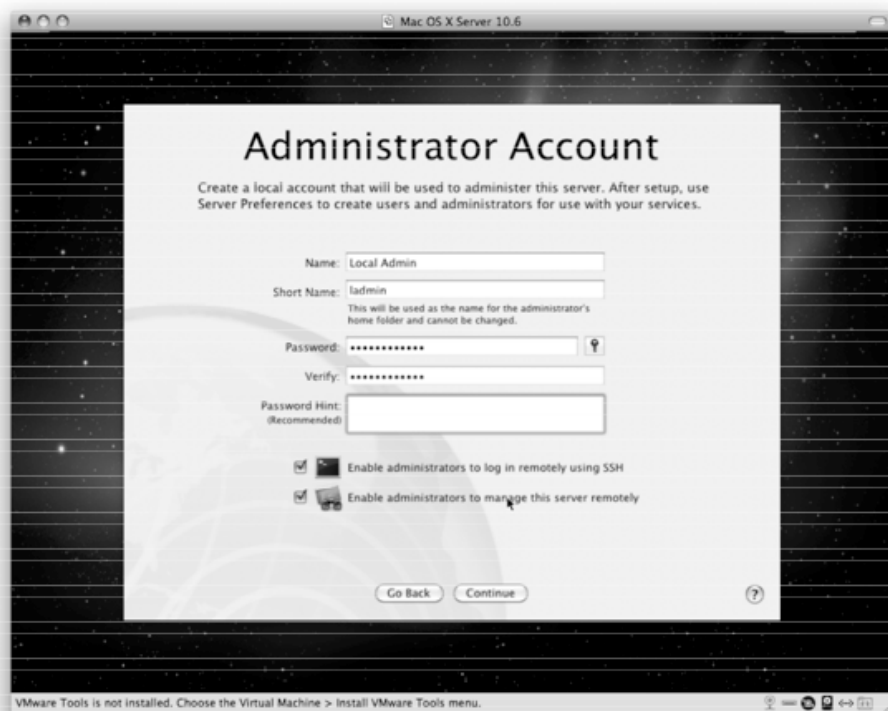 Mac OS X Server 10.6
Administrator Account
Create a local account that will be used to administer this server. After setup, use
Server Preferences to create users and administrators for use with your services.
Name: Local Admin
Short Name: ladmin
This will be used as the name for the administrator's
home folder and cannot be changed.
Password: ••••••••••••
Verify: ••••••••••••
Password Hint:
(Recommended)
Enable administrators to log in remotely using SSH
Enable administrators to manage this server remotely
Go Back Continue ?
VMware Tools is not installed. Choose the Virtual Machine > Install VMware Tools menu.